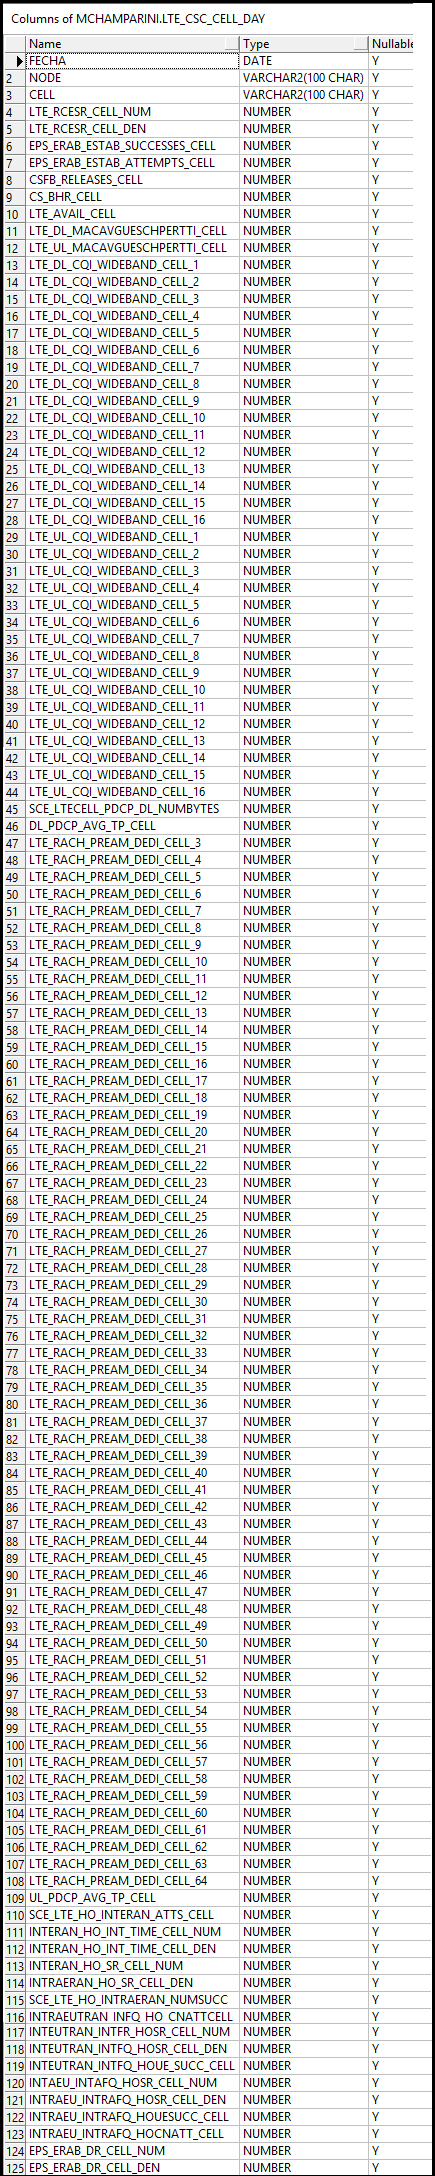 Columns of MCHAMPARINI.LTE_CSC_CELL_DAY
Name Type Nullable
FECHA DATE Y
2 NODE VARCHAR2(100 CHAR) Y
3 CELL VARCHAR2(100 CHAR) Y
4 LTE_RCESR_CELL_NUM NUMBER Y
5 LTE_RCESR_CELL_DEN NUMBER Y
6 EPS_ERAB_ESTAB_SUCCESSES_CELL NUMBER Y
7 EPS_ERAB_ESTAB_ATTEMPTS_CELL NUMBER Y
8 CSFB_RELEASES_CELL NUMBER Y
9 CS_BHR_CELL NUMBER Y
10 LTE_AVAIL_CELL NUMBER Y
11 LTE_DL_MACAVGUESCHPERTTI_CELL NUMBER Y
12 LTE_UL_MACAVGUESCHPERTTI_CELL NUMBER Y
13 LTE_DL_CQI_WIDEBAND_CELL_1 NUMBER Y
14 LTE_DL_CQI_WIDEBAND_CELL_2 NUMBER Y
15 LTE_DL_CQI_WIDEBAND_CELL_3 NUMBER Y
16 LTE_DL_CQI_WIDEBAND_CELL_4 NUMBER Y
17 LTE_DL_CQI_WIDEBAND_CELL_5 NUMBER Y
18 LTE_DL_CQI_WIDEBAND_CELL_6 NUMBER Y
19 LTE_DL_CQI_WIDEBAND_CELL_7 NUMBER Y
20 LTE_DL_CQI_WIDEBAND_CELL_8 NUMBER Y
21 LTE_DL_CQI_WIDEBAND_CELL_9 NUMBER Y
22 LTE_DL_CQI_WIDEBAND_CELL_10 NUMBER Y
23 LTE_DL_CQI_WIDEBAND_CELL_11 NUMBER Y
24 LTE_DL_CQI_WIDEBAND_CELL_12 NUMBER Y
25 LTE_DL_CQI_WIDEBAND_CELL_13 NUMBER Y
26 LTE_DL_CQI_WIDEBAND_CELL_14 NUMBER Y
27 LTE_DL_CQI_WIDEBAND_CELL_15 NUMBER Y
28 LTE_DL_CQI_WIDEBAND_CELL_16 NUMBER Y
29 LTE_UL_CQI_WIDEBAND_CELL_1 NUMBER Y
30 LTE_UL_CQI_WIDEBAND_CELL_2 NUMBER Y
31 LTE_UL_CQI_WIDEBAND_CELL_3 NUMBER Y
32 LTE_UL_CQI_WIDEBAND_CELL_4 NUMBER Y
33 LTE_UL_CQI_WIDEBAND_CELL_5 NUMBER Y
34 LTE_UL_CQI_WIDEBAND_CELL_6 NUMBER Y
35 LTE_UL_CQI_WIDEBAND_CELL_7 NUMBER Y
36 LTE_UL_CQI_WIDEBAND_CELL_8 NUMBER Y
37 LTE_UL_CQI_WIDEBAND_CELL_9 NUMBER Y
38 LTE_UL_CQI_WIDEBAND_CELL_10 NUMBER Y
39 LTE_UL_CQI_WIDEBAND_CELL_11 NUMBER Y
40 LTE_UL_CQI_WIDEBAND_CELL_12 NUMBER Y
41 LTE_UL_CQI_WIDEBAND_CELL_13 NUMBER Y
42 LTE_UL_CQI_WIDEBAND_CELL_14 NUMBER Y
43 LTE_UL_CQI_WIDEBAND_CELL_15 NUMBER Y
44 LTE_UL_CQI_WIDEBAND_CELL_16 NUMBER Y
45 SCE_LTECELL_PDCP_DL_NUMBYTES NUMBER Y
46 DL_PDCP_AVG_TP_CELL NUMBER Y
47 LTE_RACH_PREAM_DEDI_CELL_3 NUMBER Y
48 LTE_RACH_PREAM_DEDI_CELL_4 NUMBER Y
49 LTE_RACH_PREAM_DEDI_CELL_5 NUMBER Y
50 LTE_RACH_PREAM_DEDI_CELL_6 NUMBER Y
51 LTE_RACH_PREAM_DEDI_CELL_7 NUMBER Y
52 LTE_RACH_PREAM_DEDI_CELL_8 NUMBER Y
53 LTE_RACH_PREAM_DEDI_CELL_9 NUMBER Y
54 LTE_RACH_PREAM_DEDI_CELL_10 NUMBER Y
55 LTE_RACH_PREAM_DEDI_CELL_11 NUMBER Y
56 LTE_RACH_PREAM_DEDI_CELL_12 NUMBER Y
57 LTE_RACH_PREAM_DEDI_CELL_13 NUMBER Y
58 LTE_RACH_PREAM_DEDI_CELL_14 NUMBER Y
59 LTE_RACH_PREAM_DEDI_CELL_15 NUMBER Y
60 LTE_RACH_PREAM_DEDI_CELL_16 NUMBER Y
61 LTE_RACH_PREAM_DEDI_CELL_17 NUMBER Y
62 LTE_RACH_PREAM_DEDI_CELL_18 NUMBER Y
63 LTE_RACH_PREAM_DEDI_CELL_19 NUMBER Y
64 LTE_RACH_PREAM_DEDI_CELL_20 NUMBER Y
65 LTE_RACH_PREAM_DEDI_CELL_21 NUMBER Y
66 LTE_RACH_PREAM_DEDI_CELL_22 NUMBER Y
67 LTE_RACH_PREAM_DEDI_CELL_23 NUMBER Y
68 LTE_RACH_PREAM_DEDI_CELL_24 NUMBER Y
69 LTE_RACH_PREAM_DEDI_CELL_25 NUMBER Y
70 LTE_RACH_PREAM_DEDI_CELL_26 NUMBER Y
71 LTE_RACH_PREAM_DEDI_CELL_27 NUMBER Y
72 LTE_RACH_PREAM_DEDI_CELL_28 NUMBER Y
73 LTE_RACH_PREAM_DEDI_CELL_29 NUMBER Y
74 LTE_RACH_PREAM_DEDI_CELL_30 NUMBER Y
75 LTE_RACH_PREAM_DEDI_CELL_31 NUMBER Y
76 LTE_RACH_PREAM_DEDI_CELL_32 NUMBER Y
77 LTE_RACH_PREAM_DEDI_CELL_33 NUMBER Y
78 LTE_RACH_PREAM_DEDI_CELL_34 NUMBER Y
79 LTE_RACH_PREAM_DEDI_CELL_35 NUMBER Y
80 LTE_RACH_PREAM_DEDI_CELL_36 NUMBER Y
81 LTE_RACH_PREAM_DEDI_CELL_37 NUMBER Y
82 LTE_RACH_PREAM_DEDI_CELL_38 NUMBER Y
83 LTE_RACH_PREAM_DEDI_CELL_39 NUMBER Y
84 LTE_RACH_PREAM_DEDI_CELL_40 NUMBER Y
85 LTE_RACH_PREAM_DEDI_CELL_41 NUMBER Y
86 LTE_RACH_PREAM_DEDI_CELL_42 NUMBER Y
87 LTE_RACH_PREAM_DEDI_CELL_43 NUMBER Y
88 LTE_RACH_PREAM_DEDI_CELL_44 NUMBER Y
89 LTE_RACH_PREAM_DEDI_CELL_45 NUMBER Y
90 LTE_RACH_PREAM_DEDI_CELL_46 NUMBER Y
91 LTE_RACH_PREAM_DEDI_CELL_47 NUMBER Y
92 LTE_RACH_PREAM_DEDI_CELL_48 NUMBER Y
93 LTE_RACH_PREAM_DEDI_CELL_49 NUMBER Y
94 LTE_RACH_PREAM_DEDI_CELL_50 NUMBER Y
95 LTE_RACH_PREAM_DEDI_CELL_51 NUMBER Y
96 LTE_RACH_PREAM_DEDI_CELL_52 NUMBER Y
97 LTE_RACH_PREAM_DEDI_CELL_53 NUMBER Y
98 LTE_RACH_PREAM_DEDI_CELL_54 NUMBER Y
99 LTE_RACH_PREAM_DEDI_CELL_55 NUMBER Y
100 LTE_RACH_PREAM_DEDI_CELL_56 NUMBER Y
101 LTE_RACH_PREAM_DEDI_CELL_57 NUMBER Y
102 LTE_RACH_PREAM_DEDI_CELL_58 NUMBER Y
103 LTE_RACH_PREAM_DEDI_CELL_59 NUMBER Y
104 LTE_RACH_PREAM_DEDI_CELL_60 NUMBER Y
105 LTE_RACH_PREAM_DEDI_CELL_61 NUMBER Y
106 LTE_RACH_PREAM_DEDI_CELL_62 NUMBER Y
107 LTE_RACH_PREAM_DEDI_CELL_63 NUMBER Y
108 LTE_RACH_PREAM_DEDI_CELL_64 NUMBER Y
109 UL_PDCP_AVG_TP_CELL NUMBER Y
110 SCE_LTE_HO_INTERAN_ATTS_CELL NUMBER Y
111 INTERAN_HO_INT_TIME_CELL_NUM NUMBER Y
112 INTERAN_HO_INT_TIME_CELL_DEN NUMBER Y
113 INTERAN_HO_SR_CELL_NUM NUMBER Y
114 INTRAERAN_HO_SR_CELL_DEN NUMBER Y
115 SCE_LTE_HO_INTRAERAN_NUMSUCC NUMBER Y
116 INTRAEUTRAN_INFQ_HO_CNATTCELL NUMBER Y
117 INTEUTRAN_INTFR_HOSR_CELL_NUM NUMBER Y
118 INTEUTRAN_INTFQ_HOSR_CELL_DEN NUMBER Y
119 INTEUTRAN_INTFQ_HOUE_SUCC_CELL NUMBER Y
120 INTAEU_INTAFQ_HOSR_CELL_NUM NUMBER Y
121 INTRAEU_INTRAFQ_HOSR_CELL_DEN NUMBER Y
122 INTRAEU_INTRAFQ_HOUESUCC_CELL NUMBER Y
123 INTRAEU_INTRAFQ_HOCNATT_CELL NUMBER Y
124 EPS_ERAB_DR_CELL_NUM NUMBER Y
125 EPS_ERAB_DR_CELL_DEN NUMBER Y